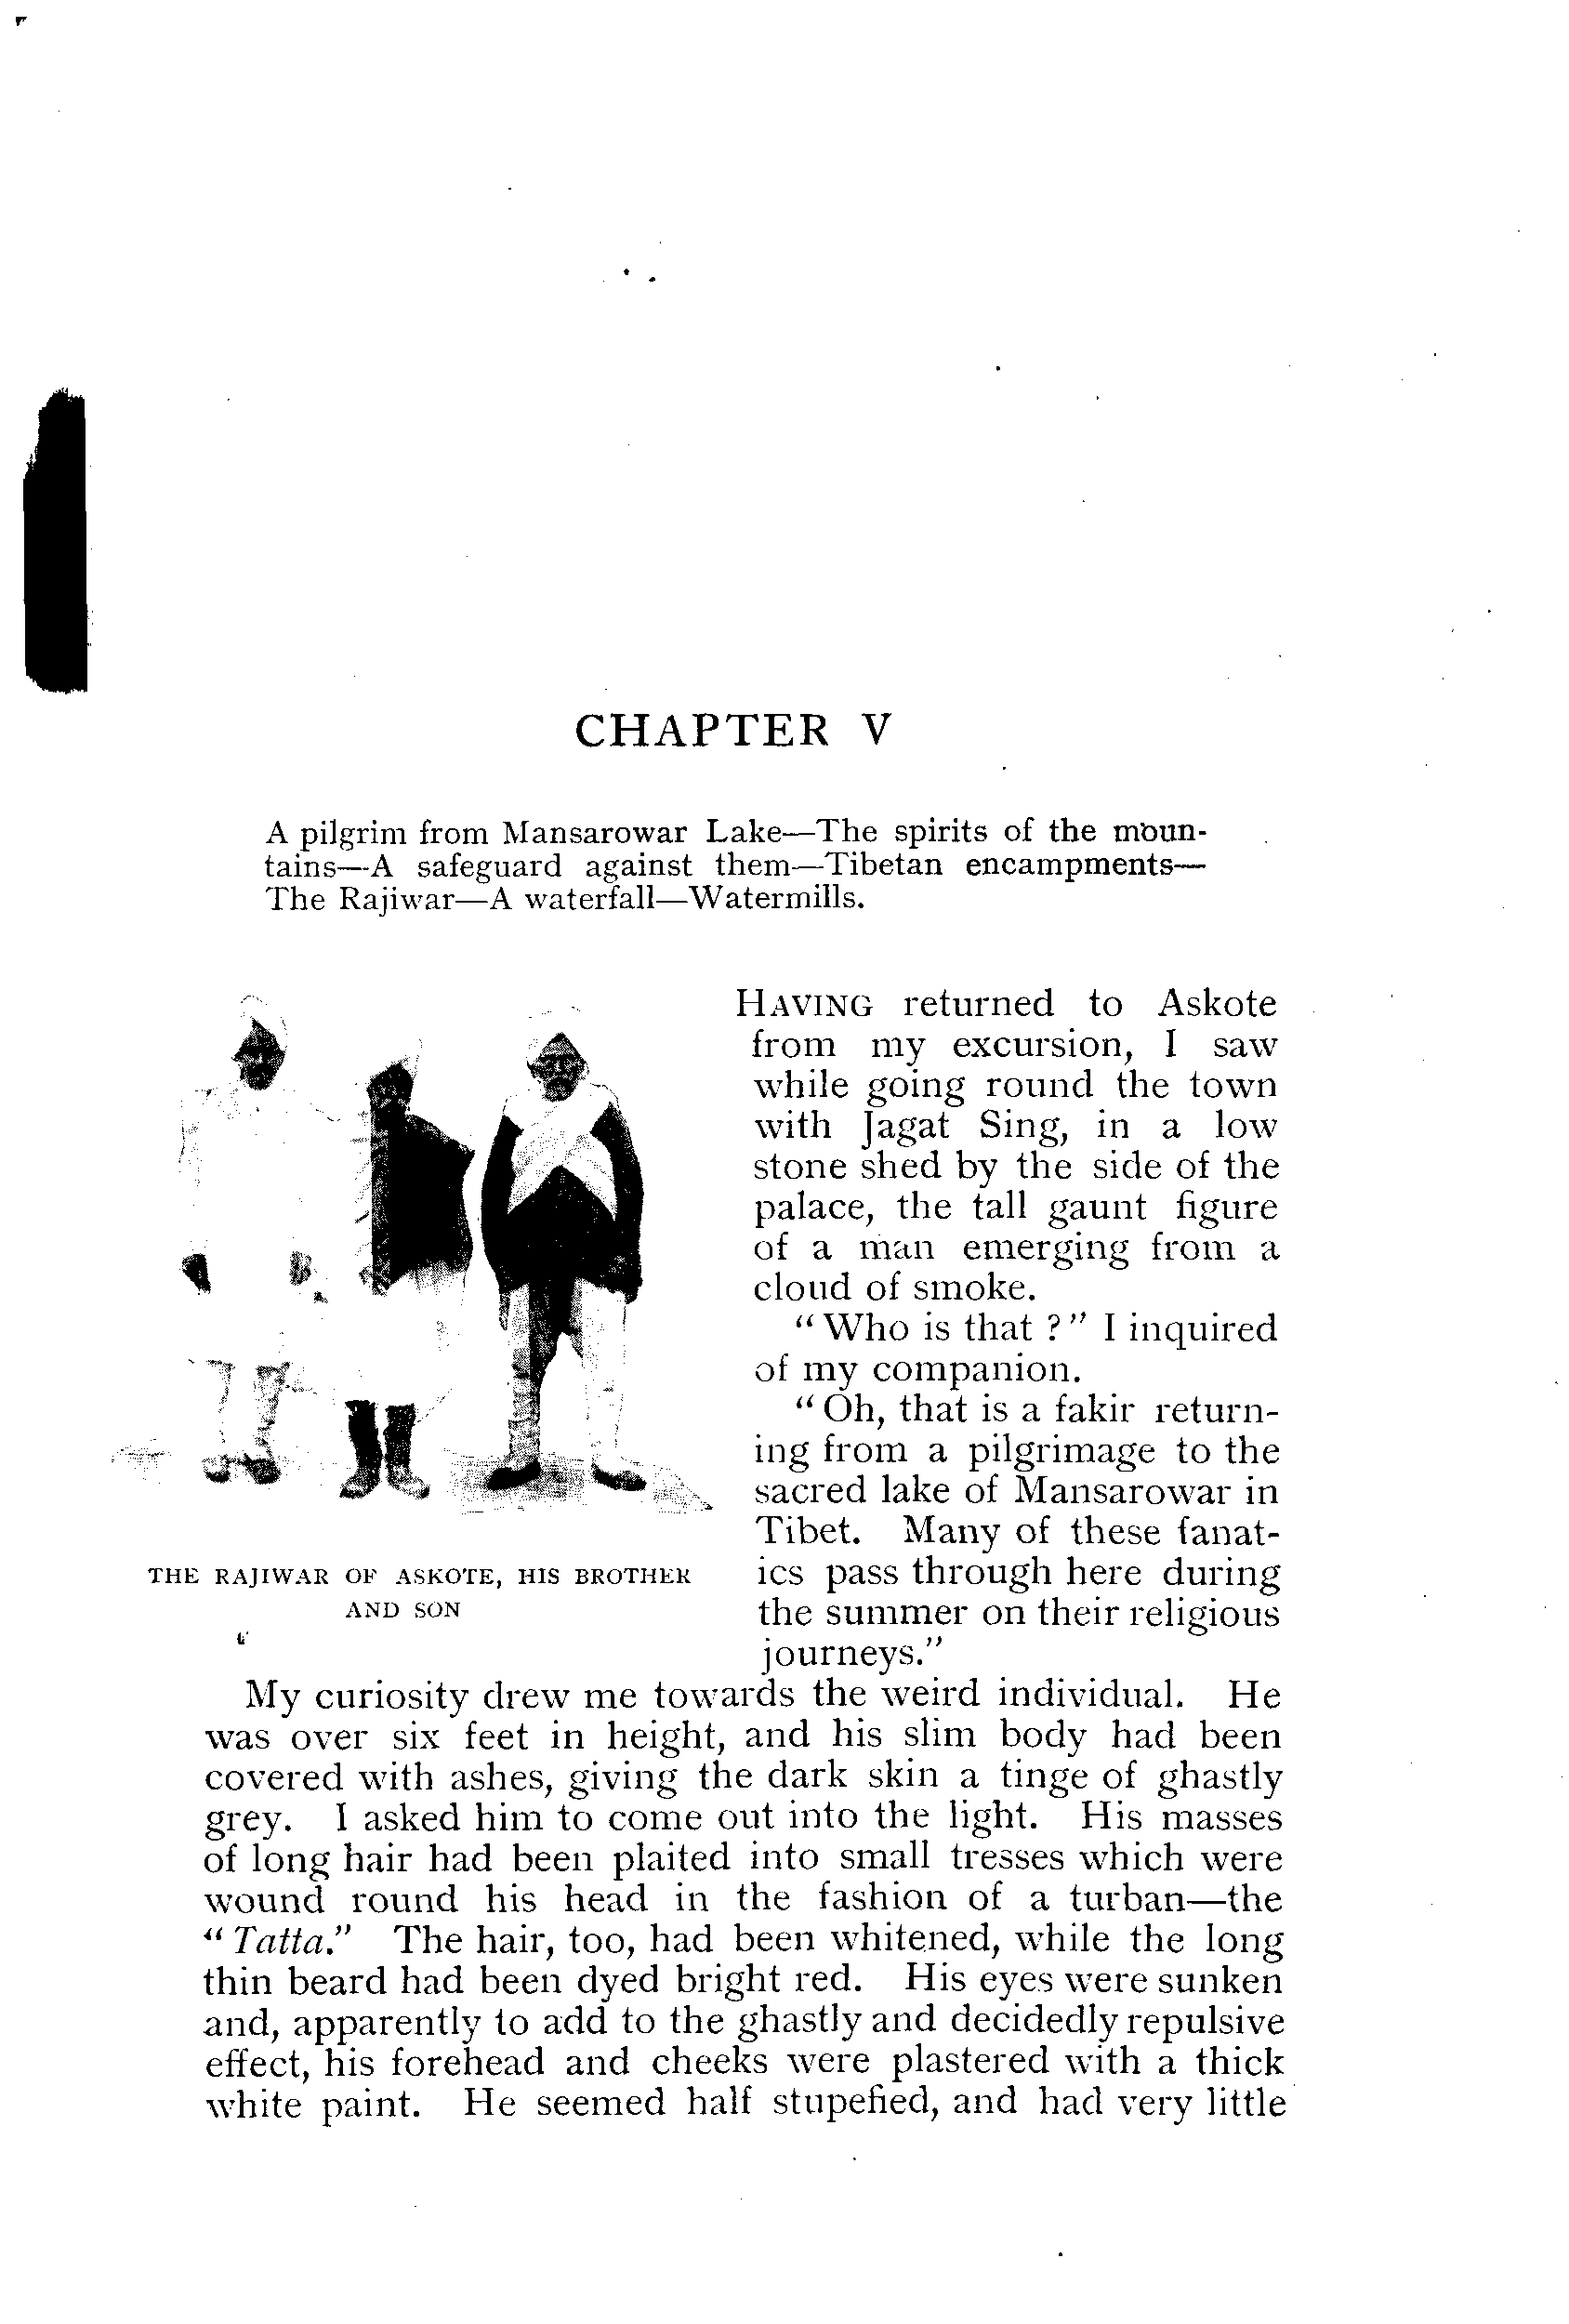 CHAPTER V
A pilgrim from Mansarowar Lake—The spirits of the moun-
tains—A safeguard against them—Tibetan encampments—
The Rajiwar—A waterfall—Watermills.
HAVING returned to Askote
from my excursion, I saw
while going round the town
with Jagat Sing, in a low
stone shed by the side of the
palace, the tall gaunt figure
of a man emerging from a
cloud of smoke.
“Who is that ?” I inquired
of my companion.
“Oh, that is a fakir return-
ing from a pilgrimage to the
sacred lake of Mansarowar in
Tibet. Many of these fanat-
ics pass through here during
the summer on their religious
journeys.”
THE RAJIWAR OF ASKOTE, HIS BROTHER
AND SON
My curiosity drew me towards the weird individual. He
was over six feet in height, and his slim body had been
covered with ashes, giving the dark skin a tinge of ghastly
grey. I asked him to come out into the light. His masses
of long hair had been plaited into small tresses which were
wound round his head in the fashion of a turban—the
“Tatta.” The hair, too, had been whitened, while the long
thin beard had been dyed bright red. His eyes were sunken
and, apparently to add to the ghastly and decidedly repulsive
effect, his forehead and cheeks were plastered with a thick
white paint. He seemed half stupefied, and had very little